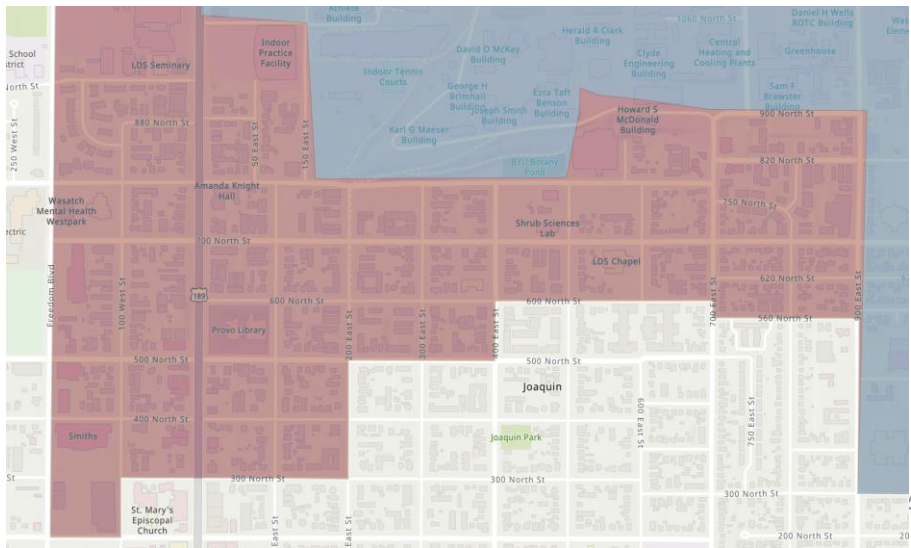 Athlete
Building
1060 North St
Daniel H Wells
ROTC Building
School
Indoor
Practice
Facility
LDS Seminary
David O McKay
Building
Herald R Clark
Building
Clyde
Engineering
Building
Central
Heating and
Cooling Plants
Greenhouse
Indoor Tennis
Courts
George H
Brimhall
Building
Ezra Taft
Benson
Building
Joseph Smith
Building
Sam F
Brewster
Building
North St
Howard S
McDonald
Building
900 North St
880 North St
Karl G Maeser
Building
250 West St
50 East St
150 East St
BYU Botany
Pond
820 North St
Amanda Knight
Hall
Wasatch
Mental Health
Westpark
750 North St
Shrub Sciences
Lab
700 North St
LDS Chapel
620 North St
Freedom Blvd
100 West St
189
600 North St
600 North St
700 East St
900 East St
560 North St
Provo Library
200 East St
300 East St
400 East St
500 North St
500 North St
Joaquin
600 East St
750 East St
400 North St
Smiths
Joaquin Park
St
300 North St
300 North St
300 North St
St. Mary's
Episcopal
Church
East St
East St
200 North St
20